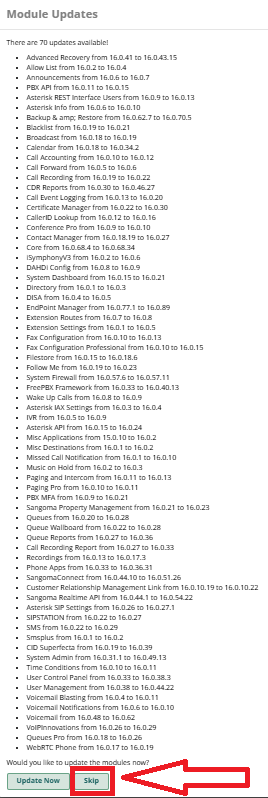 Module Updates
There are 70 updates available!
Advanced Recovery from 16.0.41 to 16.0.43.15
Allow List from 16.0.2 to 16.0.4
Announcements from 16.0.6 to 16.0.7
PBX API from 16.0.11 to 16.0.15
Asterisk REST Interface Users from 16.0.9 to 16.0.13
Asterisk Info from 16.0.6 to 16.0.10
Backup &amp; Restore from 16.0.62.7 to 16.0.70.5
Blacklist from 16.0.19 to 16.0.21
Broadcast from 16.0.18 to 16.0.19
Calendar from 16.0.18 to 16.0.34.2
Call Accounting from 16.0.10 to 16.0.12
Call Forward from 16.0.5 to 16.0.6
Call Recording from 16.0.19 to 16.0.22
CDR Reports from 16.0.30 to 16.0.46.27
Call Event Logging from 16.0.13 to 16.0.20
Certificate Manager from 16.0.22 to 16.0.30
CallerID Lookup from 16.0.12 to 16.0.16
Conference Pro from 16.0.9 to 16.0.10
Contact Manager from 16.0.18.19 to 16.0.27
Core from 16.0.68.4 to 16.0.68.34
iSymphonyV3 from 16.0.2 to 16.0.6
DAHDi Config from 16.0.8 to 16.0.9
System Dashboard from 16.0.15 to 16.0.21
Directory from 16.0.1 to 16.0.3
DISA from 16.0.4 to 16.0.5
EndPoint Manager from 16.0.77.1 to 16.0.89
Extension Routes from 16.0.7 to 16.0.8
Extension Settings from 16.0.1 to 16.0.5
Fax Configuration from 16.0.10 to 16.0.13
Fax Configuration Professional from 16.0.10 to 16.0.15
Filestore from 16.0.15 to 16.0.18.6
Follow Me from 16.0.19 to 16.0.23
System Firewall from 16.0.57.6 to 16.0.57.11
FreePBX Framework from 16.0.33 to 16.0.40.13
Wake Up Calls from 16.0.8 to 16.0.9
Asterisk IAX Settings from 16.0.3 to 16.0.4
IVR from 16.0.5 to 16.0.9
Asterisk API from 16.0.15 to 16.0.24
Misc Applications from 15.0.10 to 16.0.2
Misc Destinations from 16.0.1 to 16.0.2
Missed Call Notification from 16.0.1 to 16.0.10
Music on Hold from 16.0.2 to 16.0.3
Paging and Intercom from 16.0.11 to 16.0.13
Paging Pro from 16.0.10 to 16.0.11
PBX MFA from 16.0.9 to 16.0.21
Sangoma Property Management from 16.0.21 to 16.0.23
Queues from 16.0.20 to 16.0.28
Queue Wallboard from 16.0.22 to 16.0.28
Queue Reports from 16.0.27 to 16.0.36
Call Recording Report from 16.0.27 to 16.0.33
Recordings from 16.0.13 to 16.0.17.3
Phone Apps from 16.0.33 to 16.0.36.31
SangomaConnect from 16.0.44.10 to 16.0.51.26
Customer Relationship Management Link from 16.0.10.19 to 16.0.10.22
Sangoma Realtime API from 16.0.44.1 to 16.0.54.22
Asterisk SIP Settings from 16.0.26 to 16.0.27.1
SIPSTATION from 16.0.22 to 16.0.27
SMS from 16.0.22 to 16.0.29
Smsplus from 16.0.1 to 16.0.2
CID Superfecta from 16.0.19 to 16.0.39
System Admin from 16.0.31.1 to 16.0.49.13
Time Conditions from 16.0.10 to 16.0.11
User Control Panel from 16.0.33 to 16.0.38.3
User Management from 16.0.38 to 16.0.44.22
Voicemail Blasting from 16.0.4 to 16.0.11
Voicemail Notifications from 16.0.6 to 16.0.10
Voicemail from 16.0.48 to 16.0.62
VoIPInnovations from 16.0.26 to 16.0.29
Queues Pro from 16.0.18 to 16.0.26
WebRTC Phone from 16.0.17 to 16.0.19
Would you like to update the modules now?
Update Now Skip